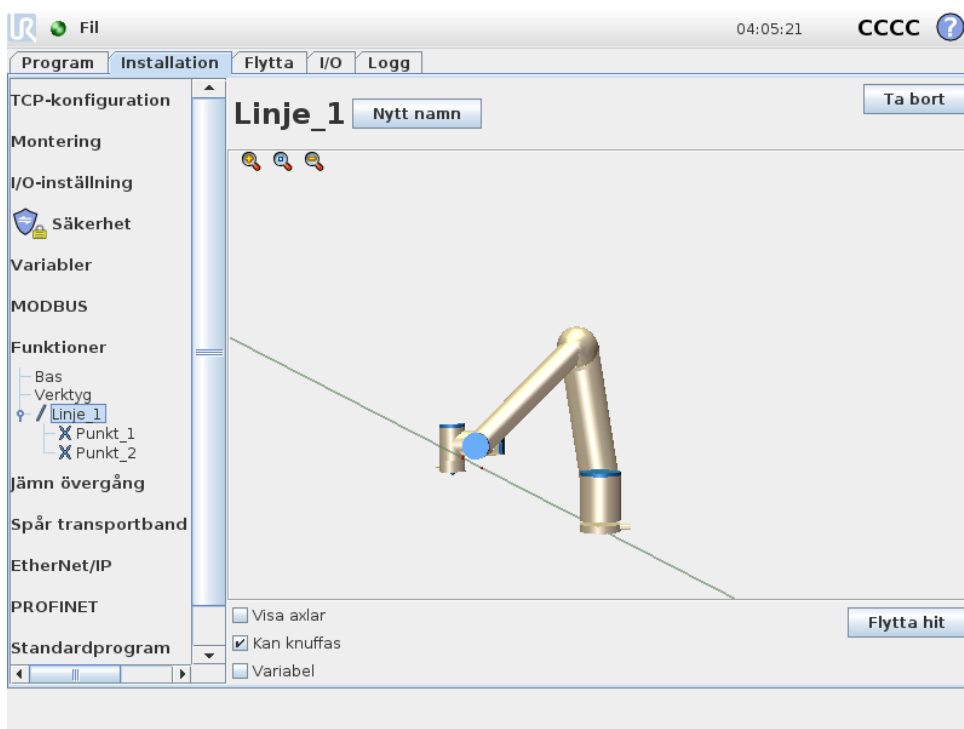 UR Fil 04:05:21 CCCC ?
Program Installation Flytta I/O Logg
TCP-konfiguration
Montering
I/O-inställning
Säkerhet
Variabler
MODBUS
Funktioner
Bas
Verktyg
Linje_1
Punkt_1
Punkt_2
Jämn övergång
Spår transportband
EtherNet/IP
PROFINET
Standardprogram
Linje_1 Nytt namn Ta bort
Visa axlar
Kan knuffas
Variabel
Flytta hit